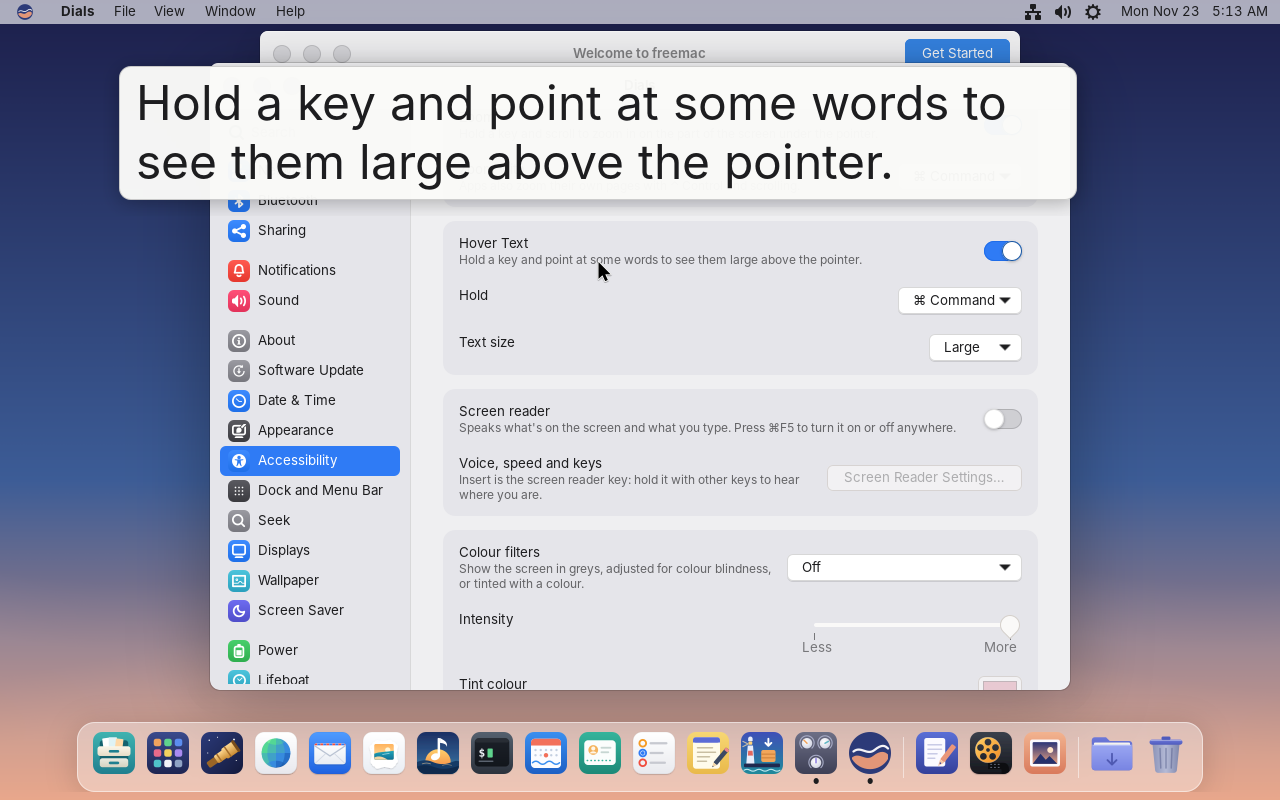 Dials File View Window Help
Mon Nov 23 5:13 AM
Welcome to freemac
Get Started
Hold a key and point at some words to
see them large above the pointer.
Bluetooth
Sharing
Notifications
Sound
About
Software Update
Date & Time
Appearance
Accessibility
Dock and Menu Bar
Seek
Displays
Wallpaper
Screen Saver
Power
Lifeboat
Hover Text
Hold a key and point at some words to see them large above the pointer.
Hold
⌘ Command
Text size
Large
Screen reader
Speaks what's on the screen and what you type. Press ⌘F5 to turn it on or off anywhere.
Voice, speed and keys
Insert is the screen reader key: hold it with other keys to hear
where you are.
Screen Reader Settings...
Colour filters
Show the screen in greys, adjusted for colour blindness,
or tinted with a colour.
Off
Intensity
Less
More
Tint colour
$